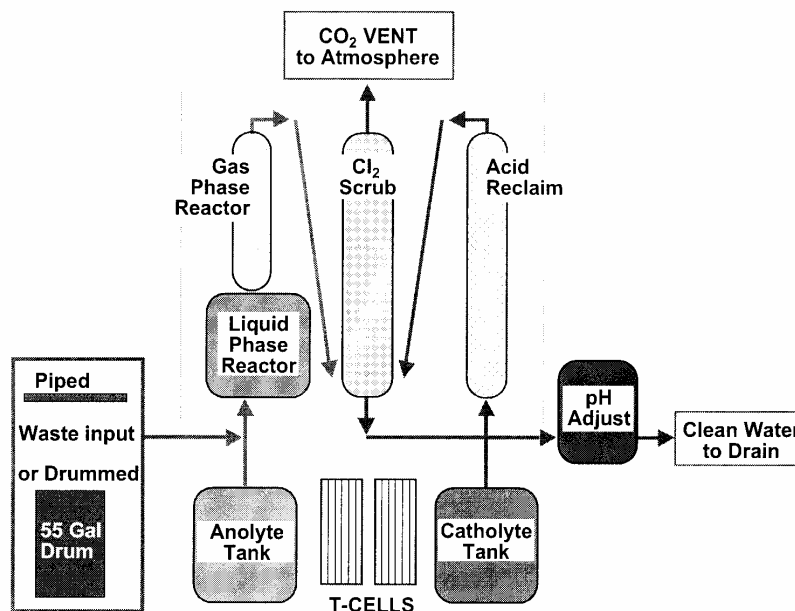 CO₂ VENT
to Atmosphere
Gas
Phase
Reactor
Cl₂
Scrub
Acid
Reclaim
Liquid
Phase
Reactor
Piped
Waste input
or Drummed
55 Gal
Drum
pH
Adjust
Clean Water
to Drain
Anolyte
Tank
Catholyte
Tank
T-CELLS